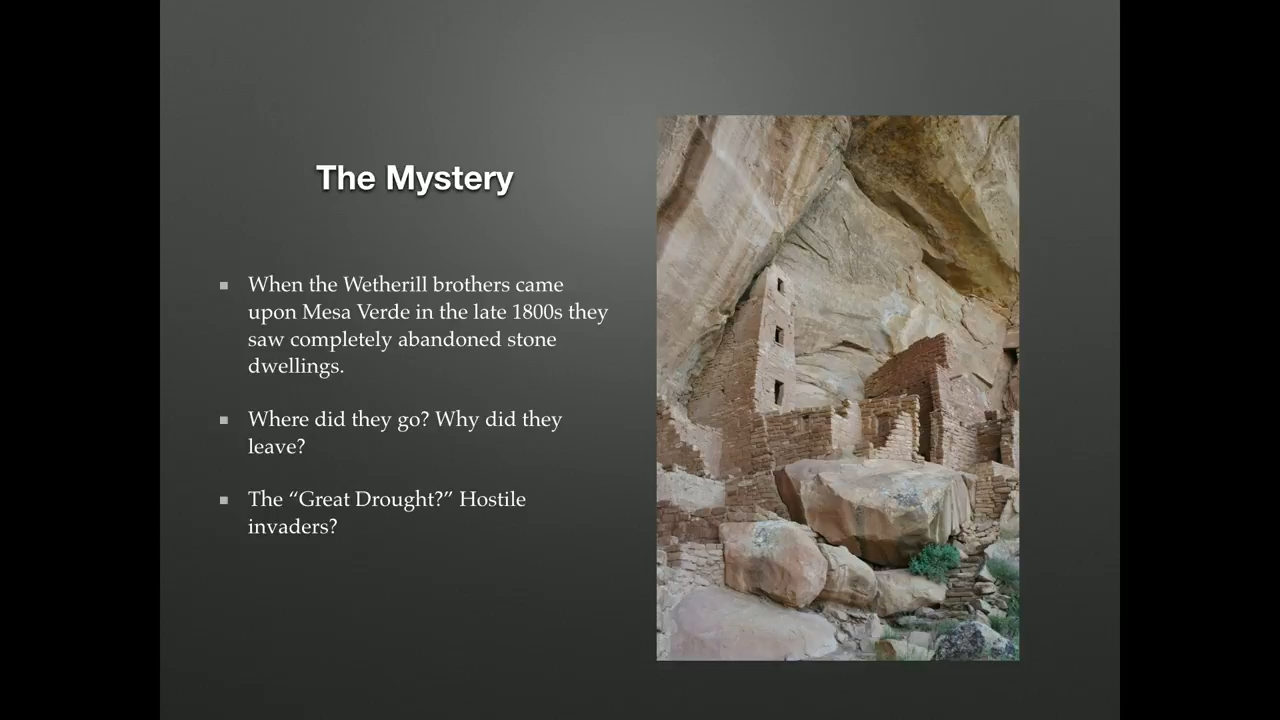 The Mystery
When the Wetherill brothers came
upon Mesa Verde in the late 1800s they
saw completely abandoned stone
dwellings.
Where did they go? Why did they
leave?
The “Great Drought?” Hostile
invaders?